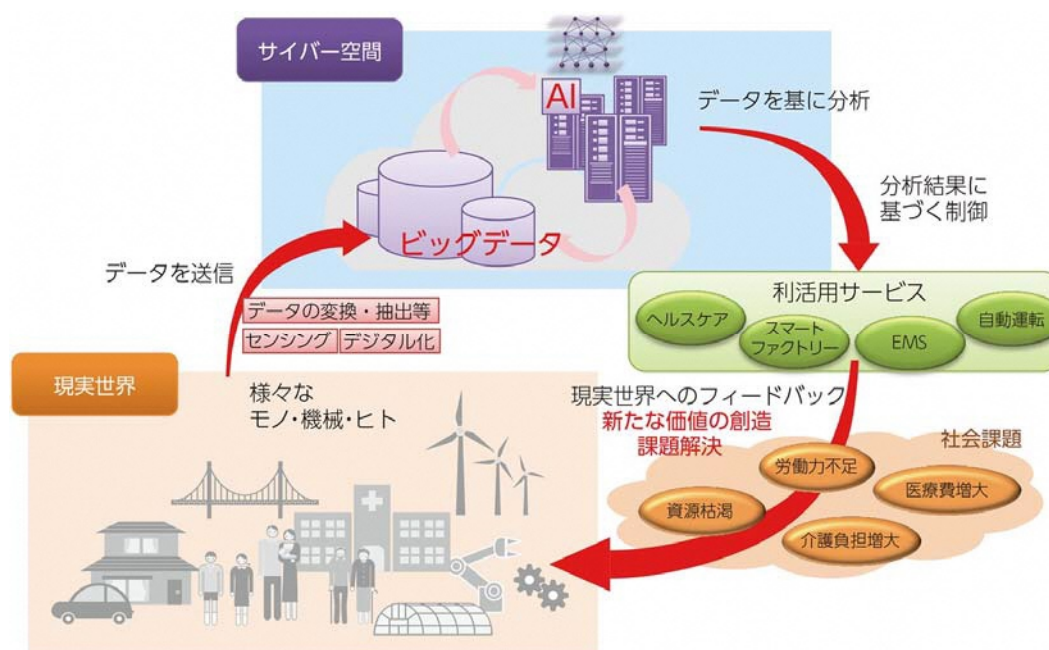 サイバー空間
AI
データを基に分析
分析結果に
基づく制御
ビッグデータ
データを送信
データの変換・抽出等
センシング
デジタル化
利活用サービス
ヘルスケア
スマート
ファクトリー
EMS
自動運転
現実世界
様々な
モノ・機械・ヒト
現実世界へのフィードバック
新たな価値の創造
課題解決
社会課題
労働力不足
医療費増大
資源枯渇
介護負担増大